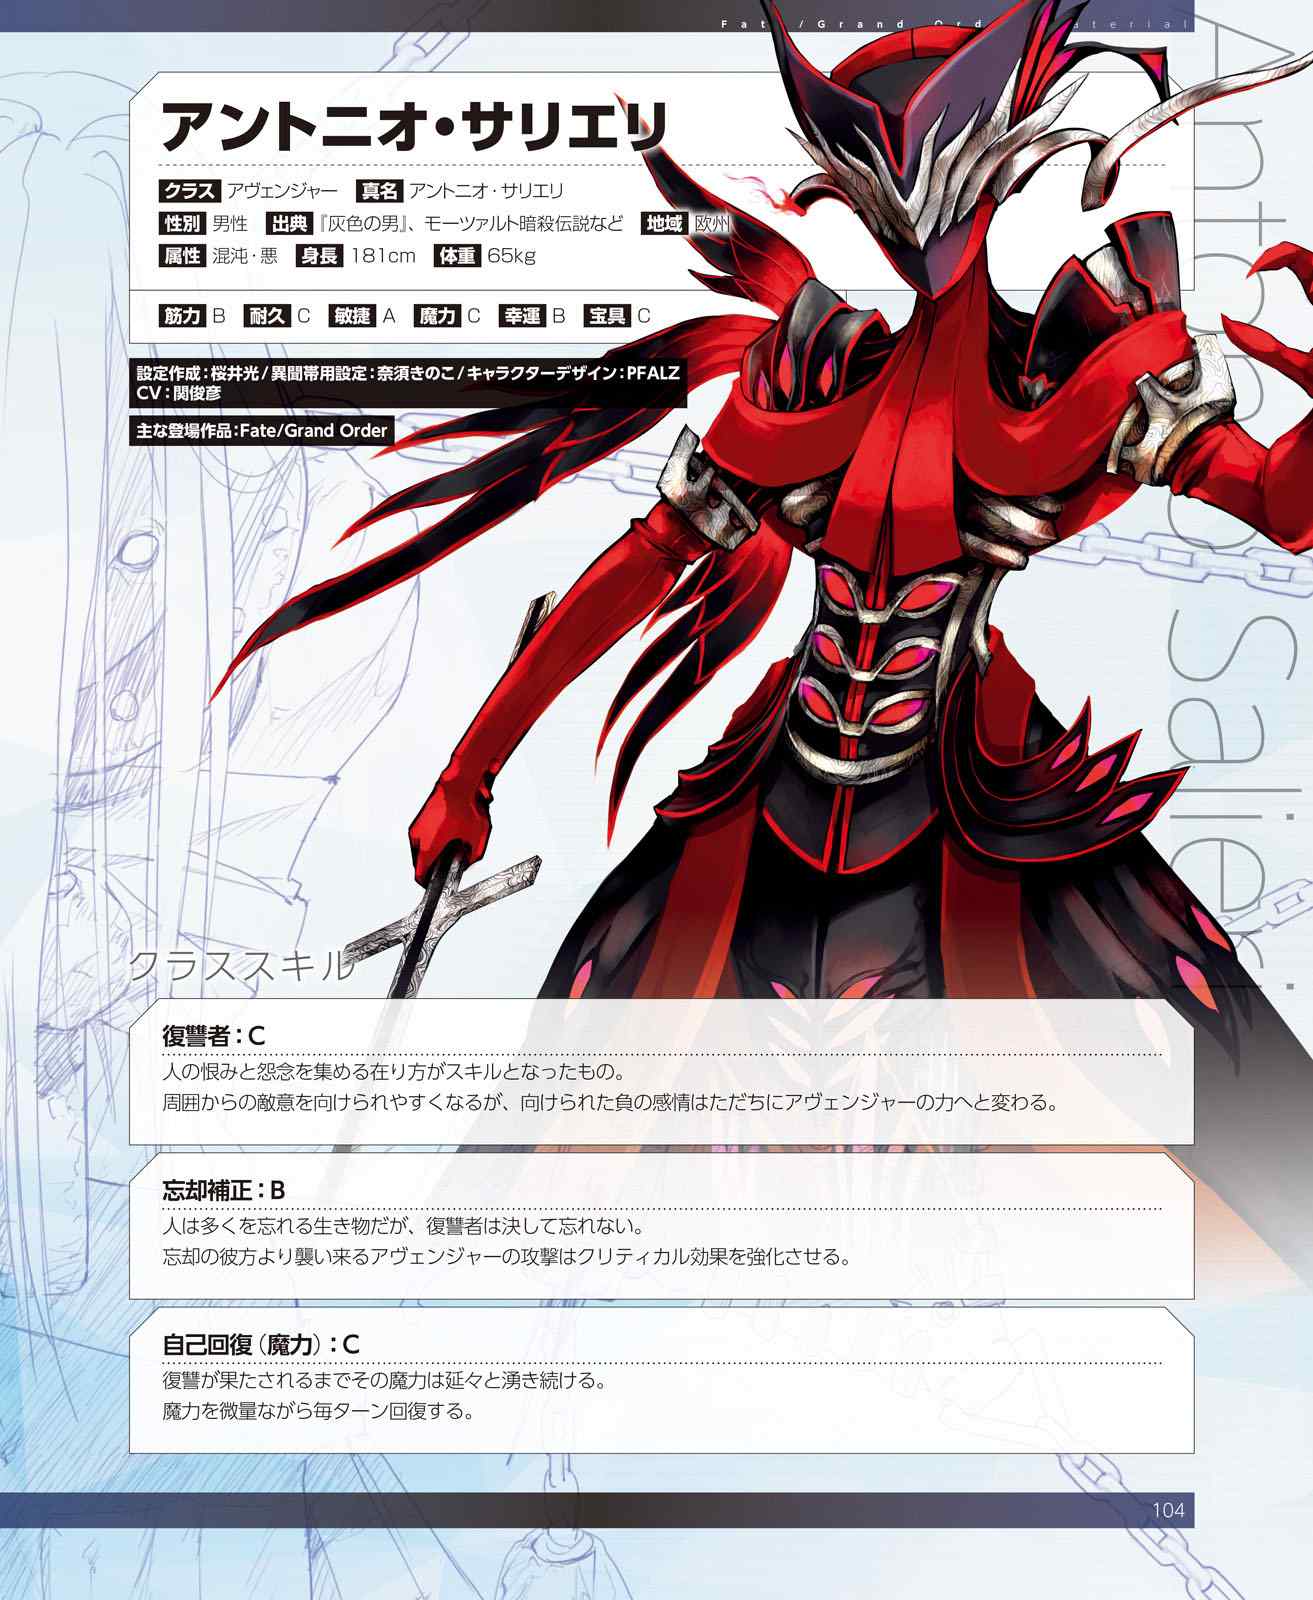 アントニオ・サリエリ
クラス アヴェンジャー 真名 アントニオ・サリエリ
性別 男性 出典 『灰色の男』、モーツァルト暗殺伝説など 地域 欧州
属性 混沌・悪 身長 181cm 体重 65kg
筋力 B 耐久 C 敏捷 A 魔力 C 幸運 B 宝具 C
設定作成：桜井光/異聞帯用設定：奈須きのこ/キャラクターデザイン：PFALZ
CV：関俊彦
主な登場作品：Fate/Grand Order
クラススキル
復讐者：C
人の恨みと怨念を集める在り方がスキルとなったもの。
周囲からの敵意を向けられやすくなるが、向けられた負の感情はただちにアヴェンジャーの力へと変わる。
忘却補正：B
人は多くを忘れる生き物だが、復讐者は決して忘れない。
忘却の彼方より襲い来るアヴェンジャーの攻撃はクリティカル効果を強化させる。
自己回復（魔力）：C
復讐が果たされるまでその魔力は延々と湧き続ける。
魔力を微量ながら毎ターン回復する。
104